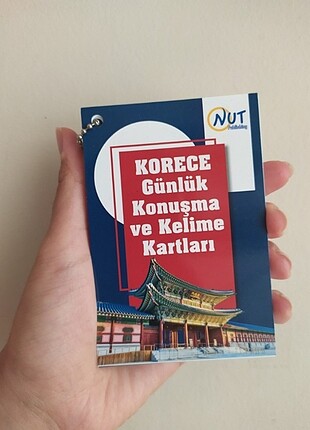 NUT
Publishing
KORECE
Günlük
Konuşma
ve Kelime
Kartları